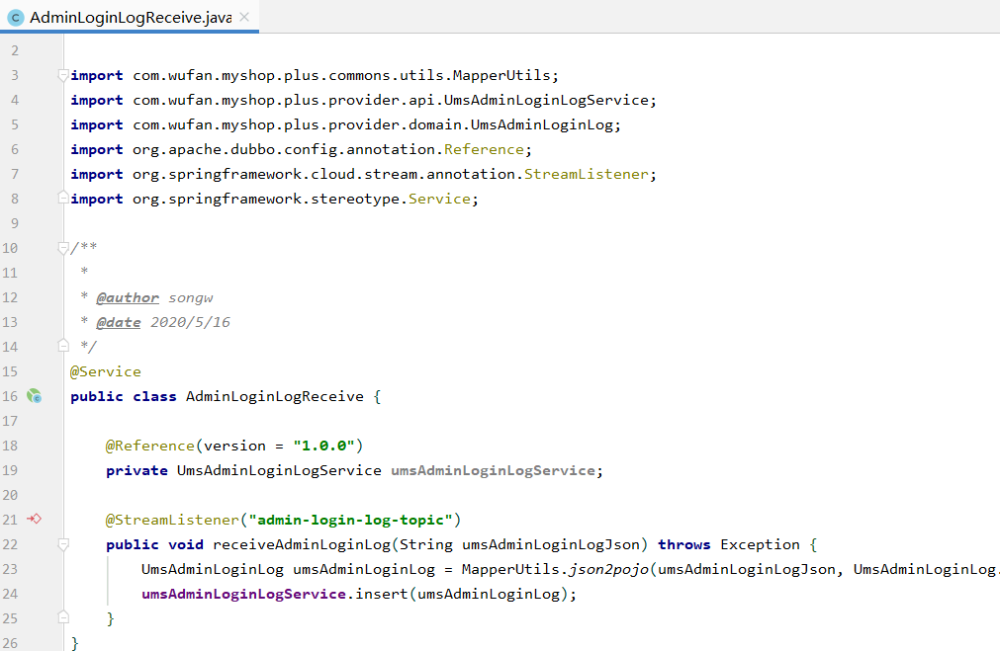 C AdminLoginLogReceive.java ×
2
3 import com.wufan.myshop.plus.commons.utils.MapperUtils;
4 import com.wufan.myshop.plus.provider.api.UmsAdminLoginLogService;
5 import com.wufan.myshop.plus.provider.domain.UmsAdminLoginLog;
6 import org.apache.dubbo.config.annotation.Reference;
7 import org.springframework.cloud.stream.annotation.StreamListener;
8 import org.springframework.stereotype.Service;
9
10 /**
11  *
12  * @author songw
13  * @date 2020/5/16
14  */
15 @Service
16 public class AdminLoginLogReceive {
17
18     @Reference(version = "1.0.0")
19     private UmsAdminLoginLogService umsAdminLoginLogService;
20
21     @StreamListener("admin-login-log-topic")
22     public void receiveAdminLoginLog(String umsAdminLoginLogJson) throws Exception {
23         UmsAdminLoginLog umsAdminLoginLog = MapperUtils.json2pojo(umsAdminLoginLogJson, UmsAdminLoginLog.
24         umsAdminLoginLogService.insert(umsAdminLoginLog);
25     }
26 }